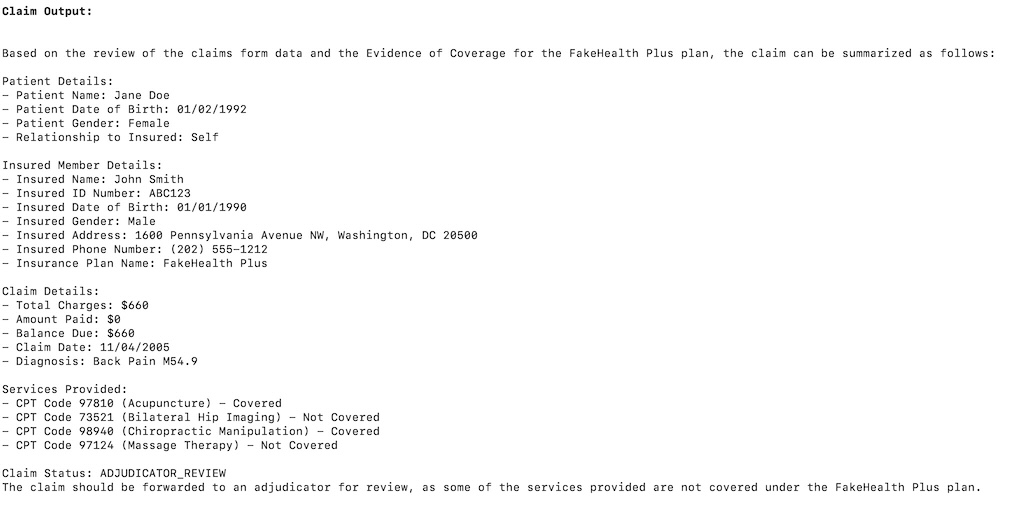 Claim Output:
Based on the review of the claims form data and the Evidence of Coverage for the FakeHealth Plus plan, the claim can be summarized as follows:
Patient Details:
- Patient Name: Jane Doe
- Patient Date of Birth: 01/02/1992
- Patient Gender: Female
- Relationship to Insured: Self
Insured Member Details:
- Insured Name: John Smith
- Insured ID Number: ABC123
- Insured Date of Birth: 01/01/1990
- Insured Gender: Male
- Insured Address: 1600 Pennsylvania Avenue NW, Washington, DC 20500
- Insured Phone Number: (202) 555-1212
- Insurance Plan Name: FakeHealth Plus
Claim Details:
- Total Charges: $660
- Amount Paid: $0
- Balance Due: $660
- Claim Date: 11/04/2005
- Diagnosis: Back Pain M54.9
Services Provided:
- CPT Code 97810 (Acupuncture) - Covered
- CPT Code 73521 (Bilateral Hip Imaging) - Not Covered
- CPT Code 98940 (Chiropractic Manipulation) - Covered
- CPT Code 97124 (Massage Therapy) - Not Covered
Claim Status: ADJUDICATOR_REVIEW
The claim should be forwarded to an adjudicator for review, as some of the services provided are not covered under the FakeHealth Plus plan.